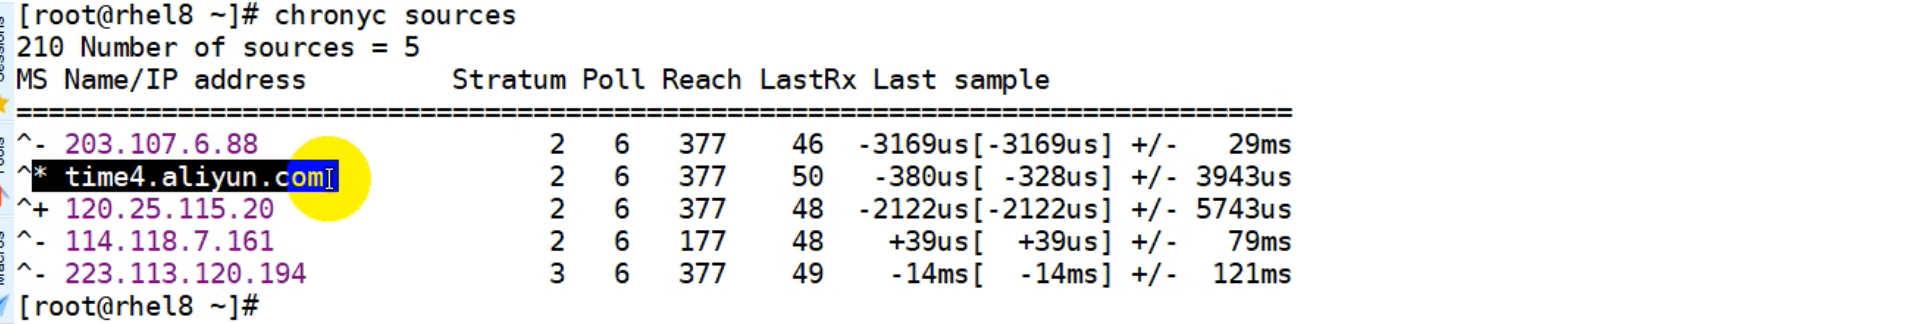 [root@rhel8 ~]# chronyc sources
210 Number of sources = 5
MS Name/IP address         Stratum Poll Reach LastRx Last sample
===============================================================================
^- 203.107.6.88                  2   6   377    46  -3169us[-3169us] +/-   29ms
^* time4.aliyun.com              2   6   377    50   -380us[ -328us] +/- 3943us
^+ 120.25.115.20                 2   6   377    48  -2122us[-2122us] +/- 5743us
^- 114.118.7.161                 2   6   177    48    +39us[  +39us] +/-   79ms
^- 223.113.120.194               3   6   377    49    -14ms[  -14ms] +/-  121ms
[root@rhel8 ~]#